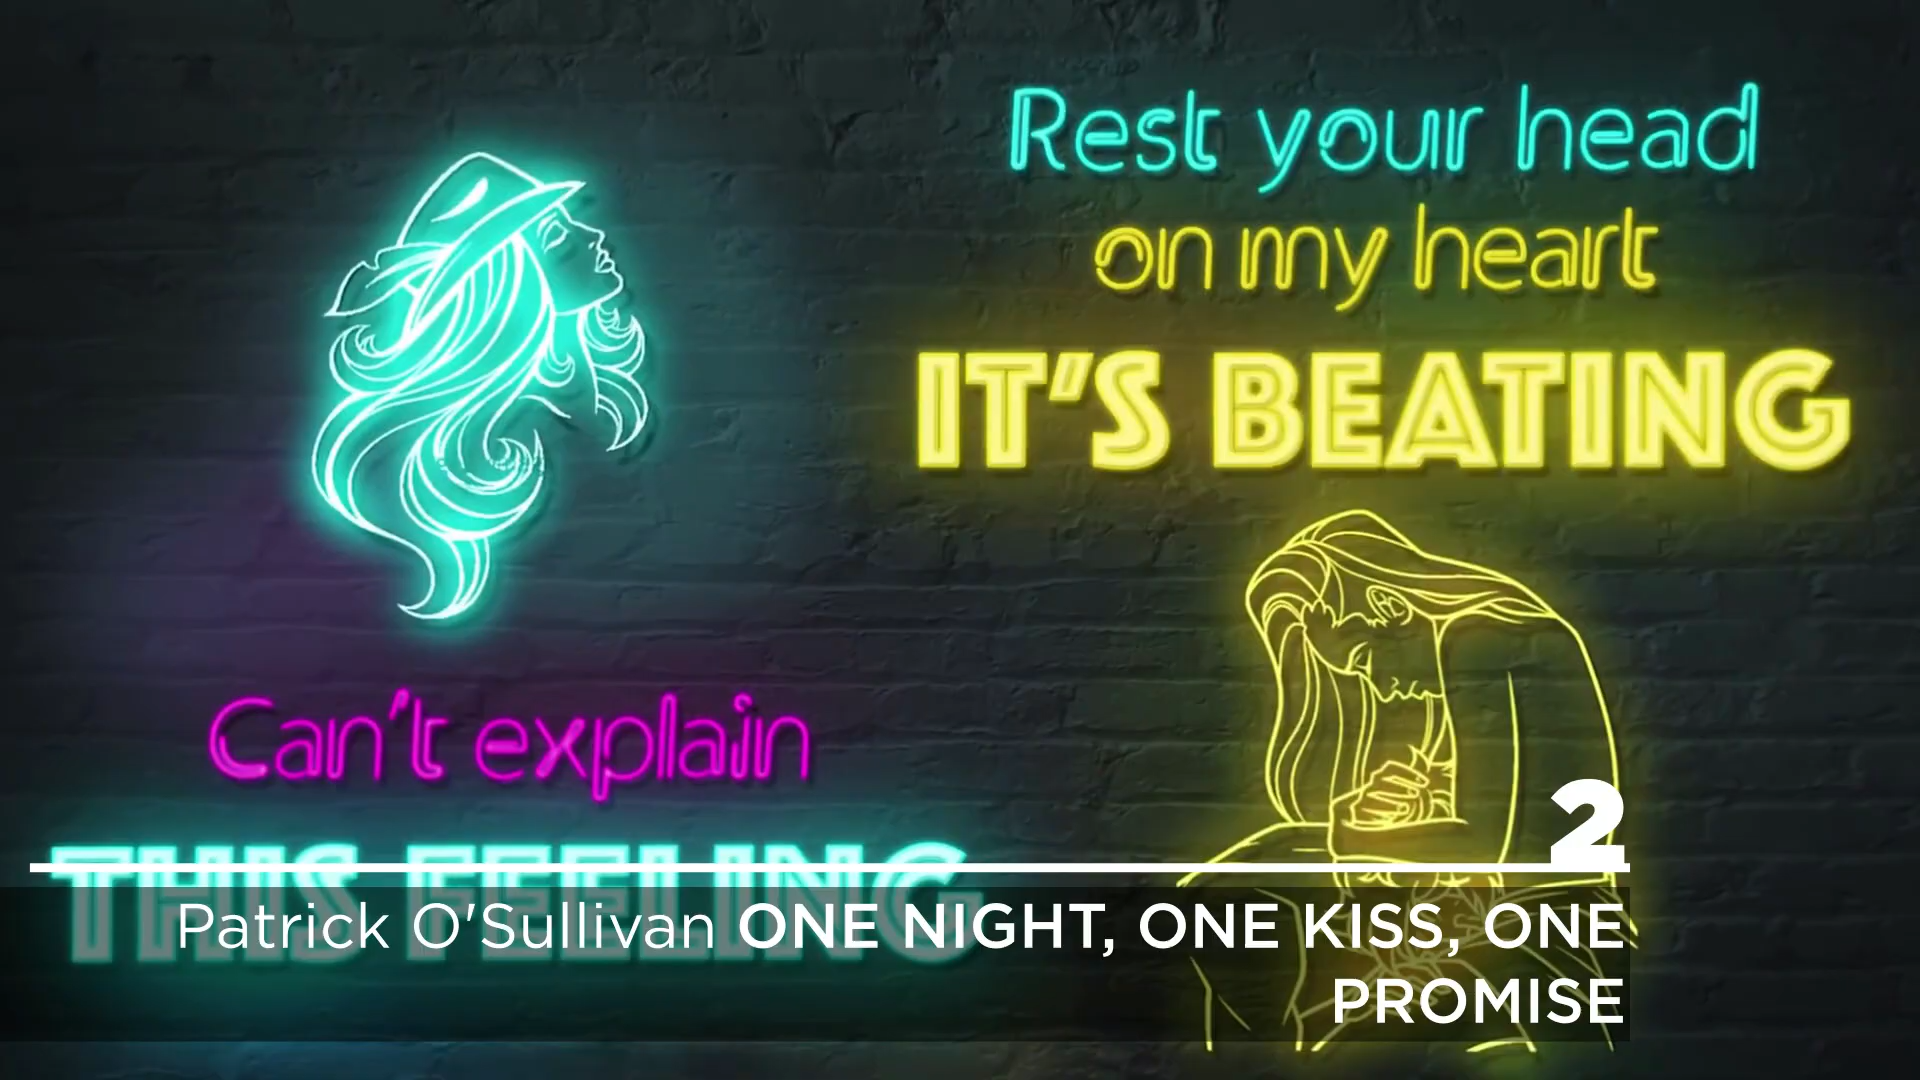 Rest your head
on my heart
IT'S BEATING
Can't explain
THIS FEELING
2
Patrick O'Sullivan ONE NIGHT, ONE KISS, ONE
PROMISE